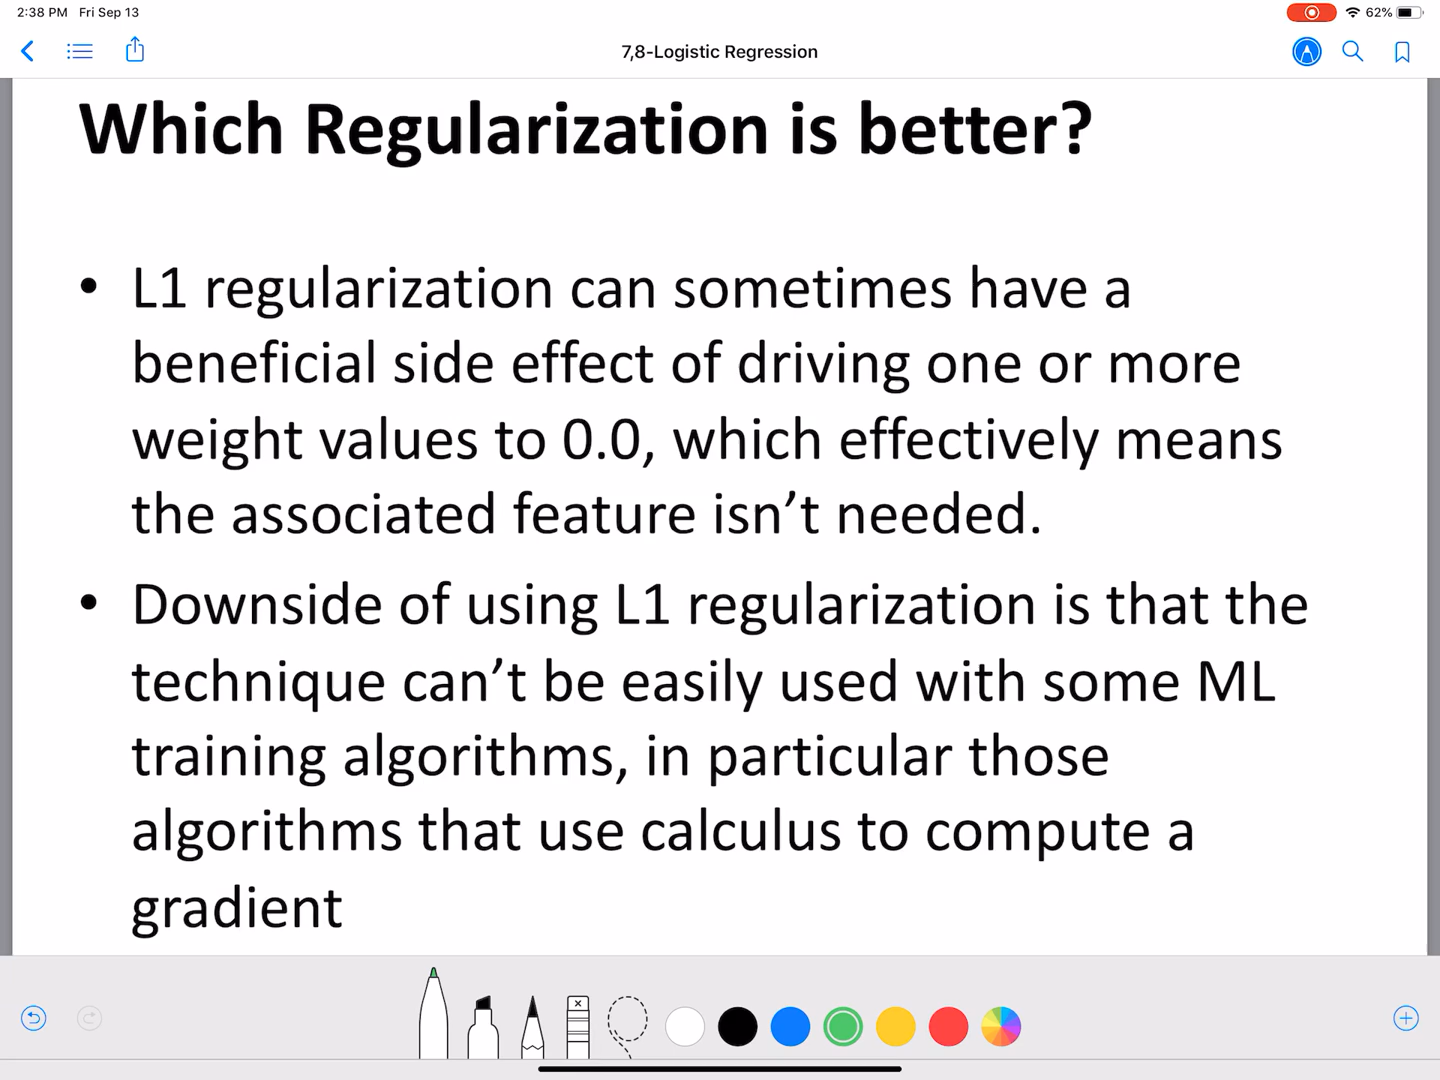 2:38 PM Fri Sep 13
62%
7,8-Logistic Regression
Which Regularization is better?
• L1 regularization can sometimes have a
beneficial side effect of driving one or more
weight values to 0.0, which effectively means
the associated feature isn’t needed.
• Downside of using L1 regularization is that the
technique can’t be easily used with some ML
training algorithms, in particular those
algorithms that use calculus to compute a
gradient